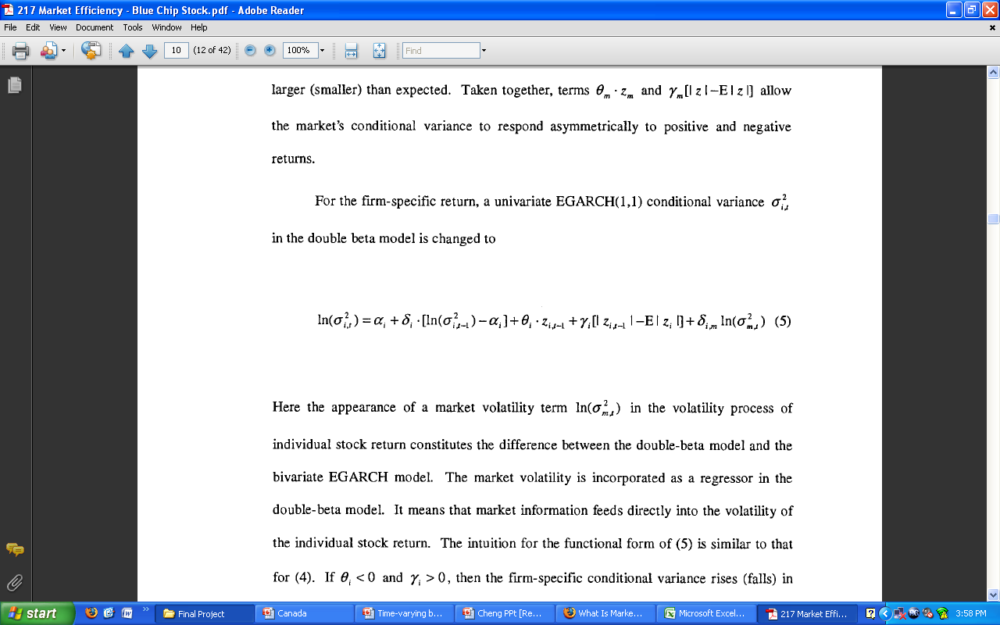 217 Market Efficiency - Blue Chip Stock.pdf - Adobe Reader
File Edit View Document Tools Window Help
10 (12 of 42) 100% Find
larger (smaller) than expected. Taken together, terms θₘ · zₘ and γₘ[| z |−E | z |] allow
the market's conditional variance to respond asymmetrically to positive and negative
returns.
For the firm-specific return, a univariate EGARCH(1,1) conditional variance σ²ᵢ,ₜ
in the double beta model is changed to
ln(σ²ᵢ,ₜ) = αᵢ + δᵢ · [ln(σ²ᵢ,ₜ₋₁) − αᵢ] + θᵢ · zᵢ,ₜ₋₁ + γᵢ[| zᵢ,ₜ₋₁ | −E | zᵢ |] + δᵢ,ₘ ln(σ²ₘ,ₜ) (5)
Here the appearance of a market volatility term ln(σ²ₘ,ₜ) in the volatility process of
individual stock return constitutes the difference between the double-beta model and the
bivariate EGARCH model. The market volatility is incorporated as a regressor in the
double-beta model. It means that market information feeds directly into the volatility of
the individual stock return. The intuition for the functional form of (5) is similar to that
for (4). If θᵢ < 0 and γᵢ > 0, then the firm-specific conditional variance rises (falls) in
start Final Project Canada Time-varying b... Cheng PPt [Re... What Is Marke... Microsoft Excel... 217 Market Effi... 3:58 PM